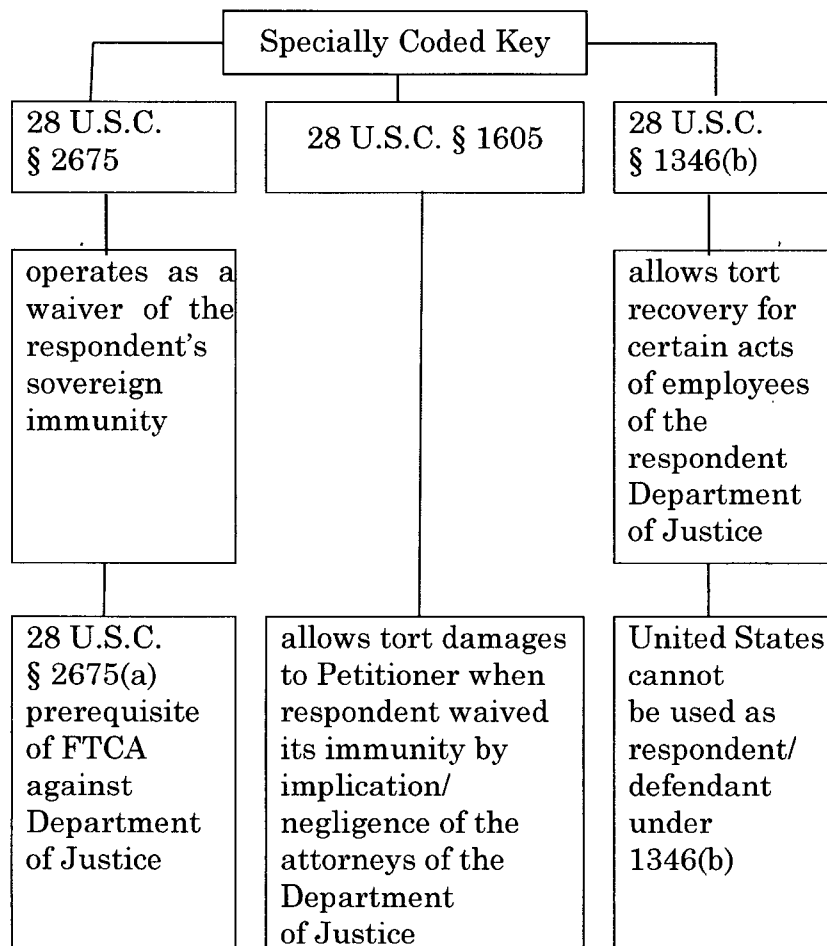 Specially Coded Key
28 U.S.C.
§ 2675
28 U.S.C. § 1605
28 U.S.C.
§ 1346(b)
operates as a
waiver of the
respondent's
sovereign
immunity
allows tort
recovery for
certain acts
of employees
of the
respondent
Department
of Justice
28 U.S.C.
§ 2675(a)
prerequisite
of FTCA
against
Department
of Justice
allows tort damages
to Petitioner when
respondent waived
its immunity by
implication/
negligence of the
attorneys of the
Department
of Justice
United States
cannot
be used as
respondent/
defendant
under
1346(b)